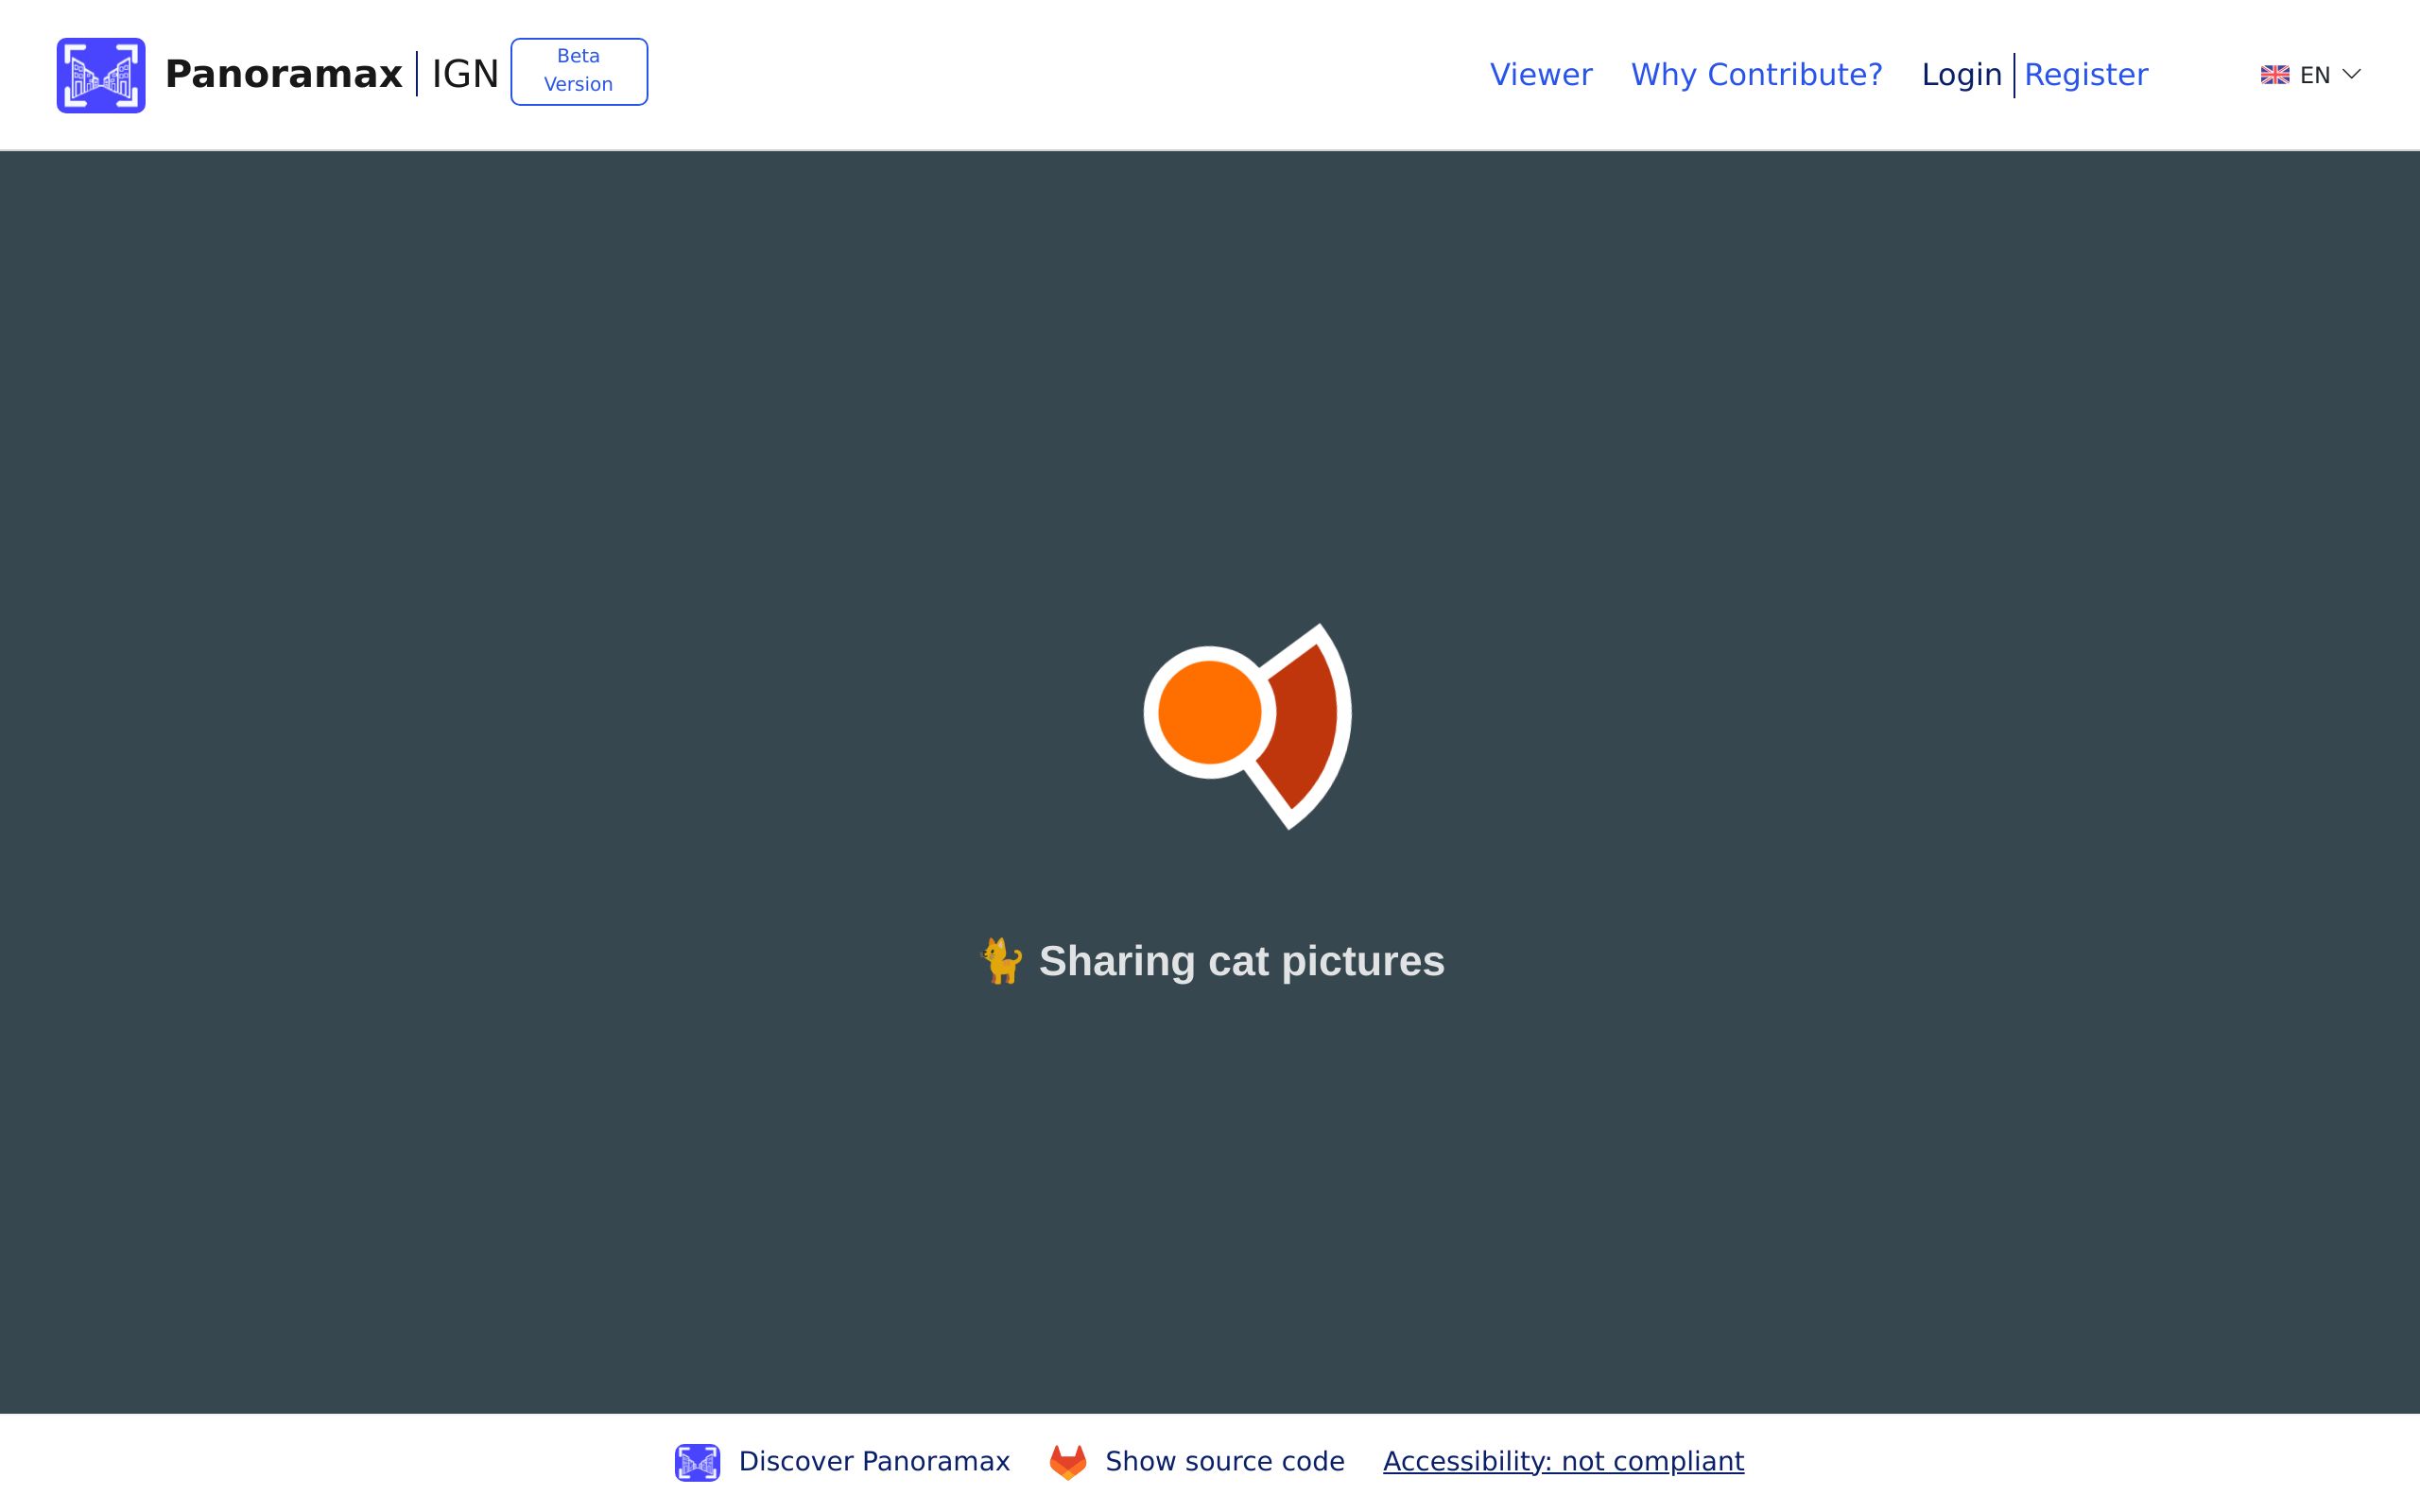 Panoramax IGN
Beta
Version
Viewer
Why Contribute?
Login
Register
EN
Sharing cat pictures
Discover Panoramax
Show source code
Accessibility: not compliant